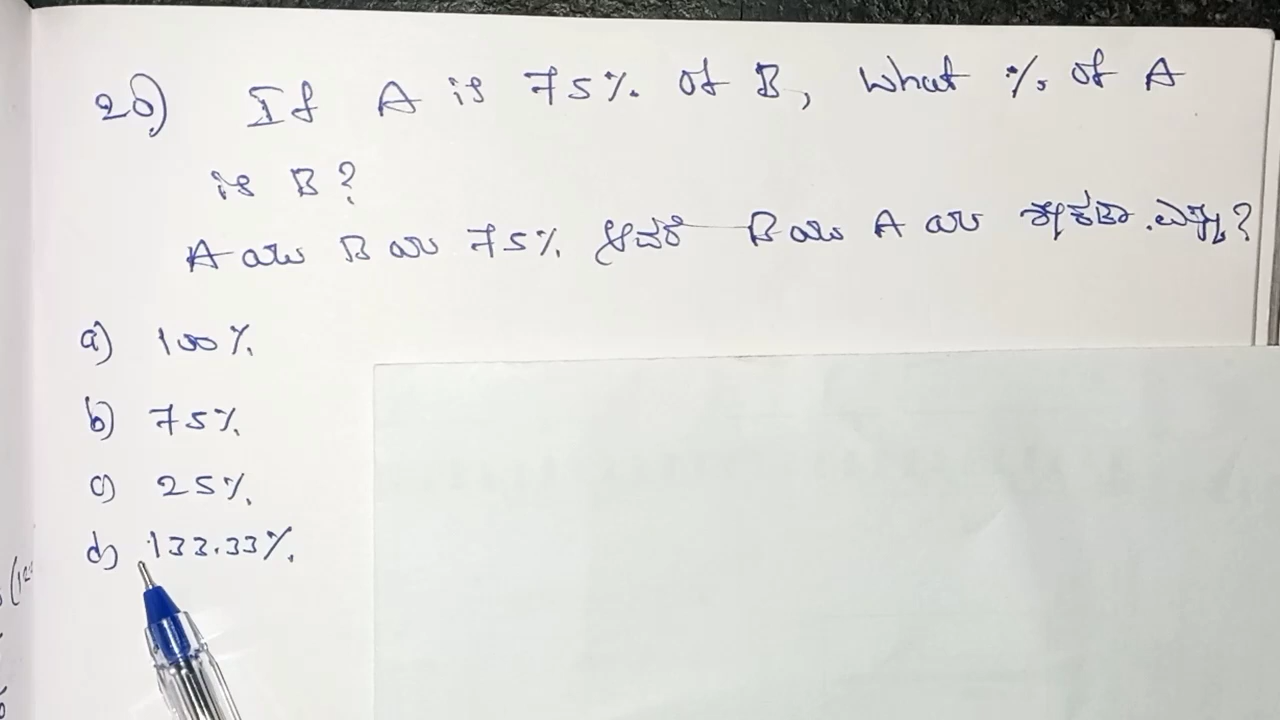 20) If A is 75% of B, What % of A
is B?
A ಯು B ಯ 75% ಆದರೆ B ಯು A ಯ ಶೇಕಡಾ ಎಷ್ಟು?
a) 100%
b) 75%
c) 25%
d) 133.33%